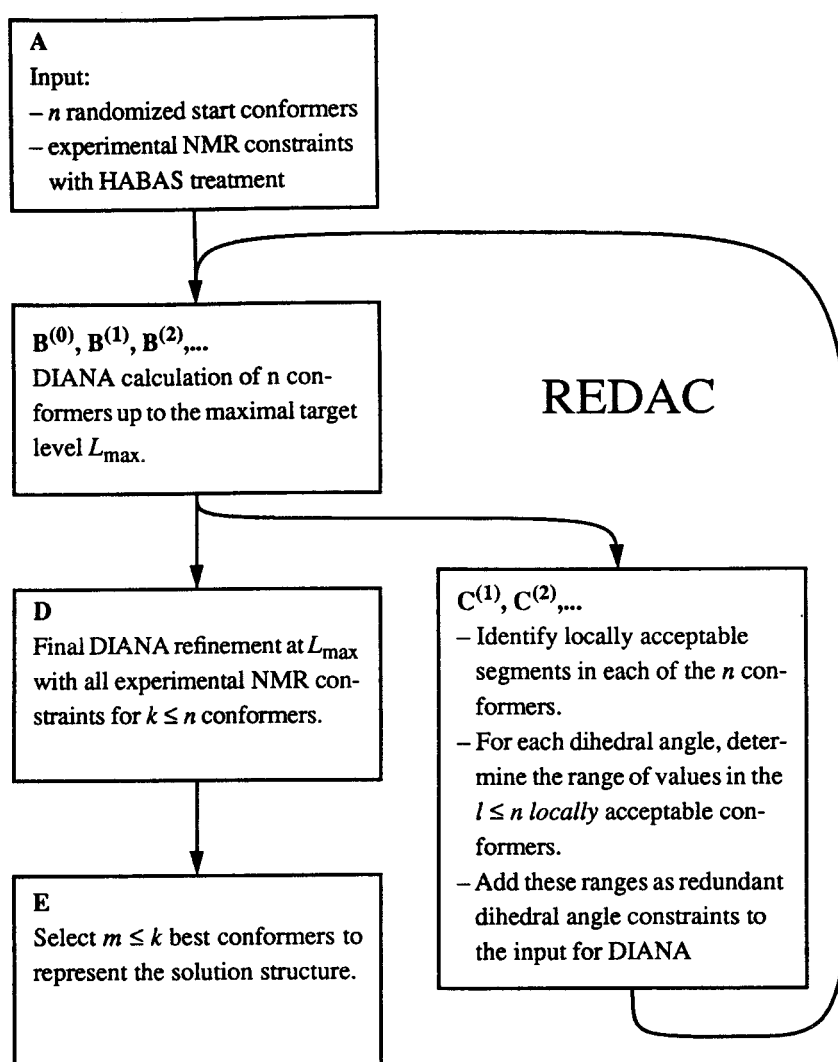 A
Input:
– n randomized start conformers
– experimental NMR constraints
with HABAS treatment
B(0), B(1), B(2),...
DIANA calculation of n con-
formers up to the maximal target
level Lmax.
REDAC
D
Final DIANA refinement at Lmax
with all experimental NMR con-
straints for k ≤ n conformers.
C(1), C(2),...
– Identify locally acceptable
segments in each of the n con-
formers.
– For each dihedral angle, deter-
mine the range of values in the
l ≤ n locally acceptable con-
formers.
– Add these ranges as redundant
dihedral angle constraints to
the input for DIANA
E
Select m ≤ k best conformers to
represent the solution structure.